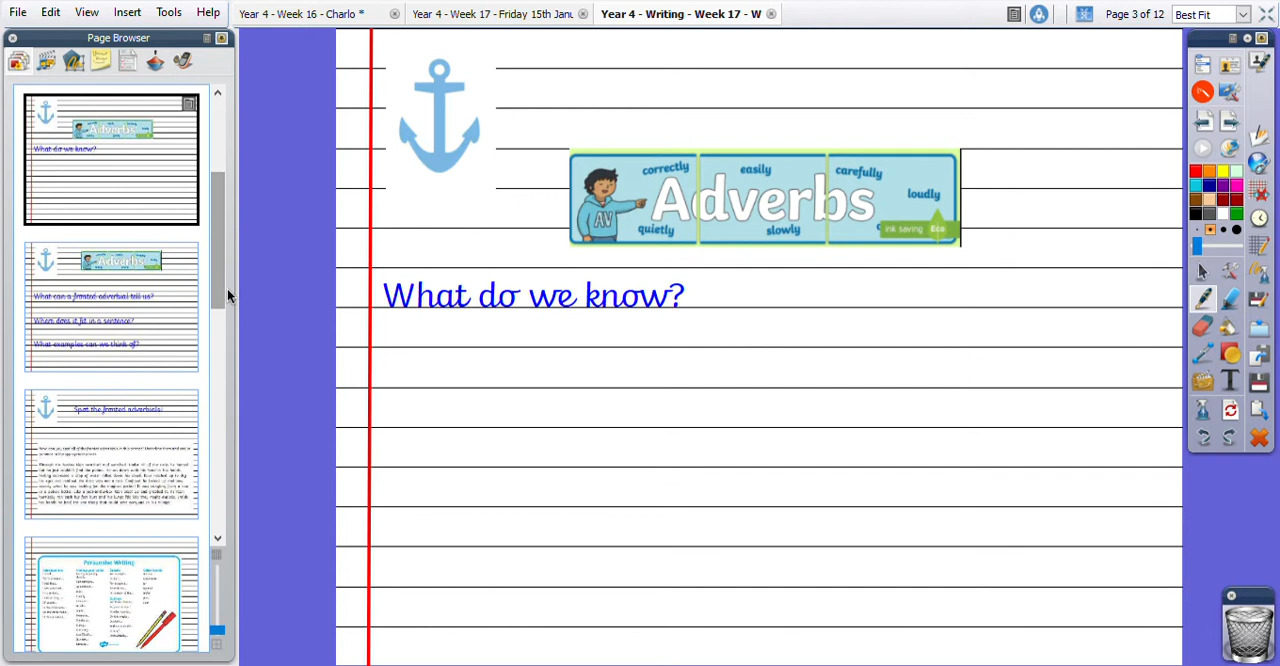 File Edit View Insert Tools Help
Year 4 - Week 16 - Charlo *
Year 4 - Week 17 - Friday 15th Janu
Year 4 - Writing - Week 17 - W
Page 3 of 12
Best Fit
Page Browser
Adverbs
What do we know?
Adverbs
What can a fronted adverbial tell us?
Where does it fit in a sentence?
What examples can we think of?
Spot the fronted adverbials!
Persuasive Writing
correctly easily carefully
Adverbs
loudly
AV
quietly slowly
ink saving Eco
What do we know?